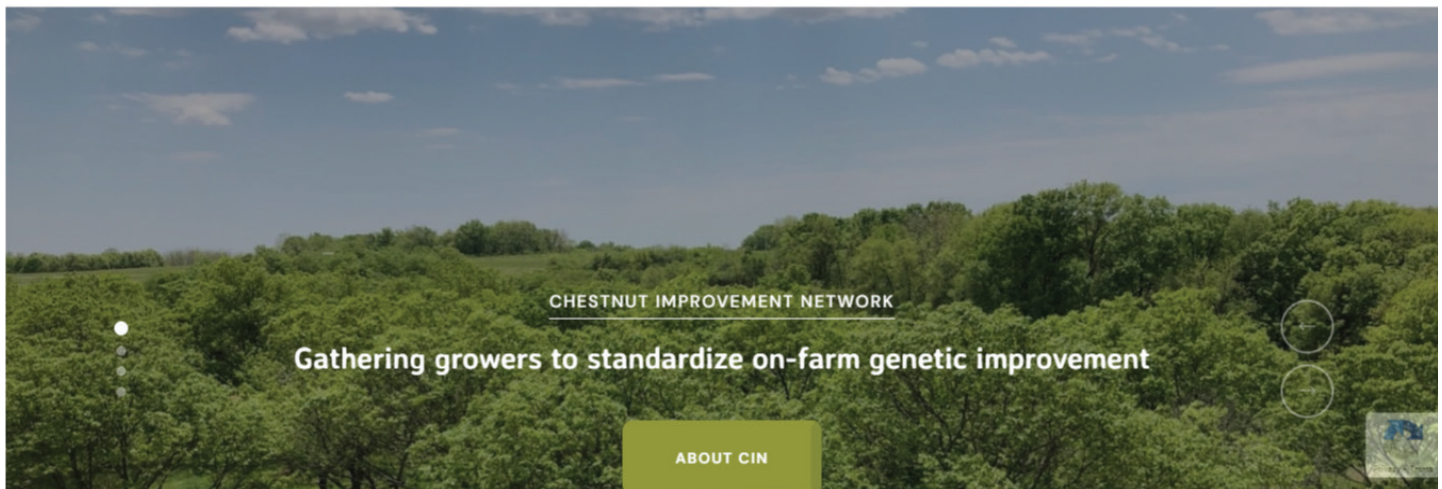 CHESTNUT IMPROVEMENT NETWORK
Gathering growers to standardize on-farm genetic improvement
ABOUT CIN